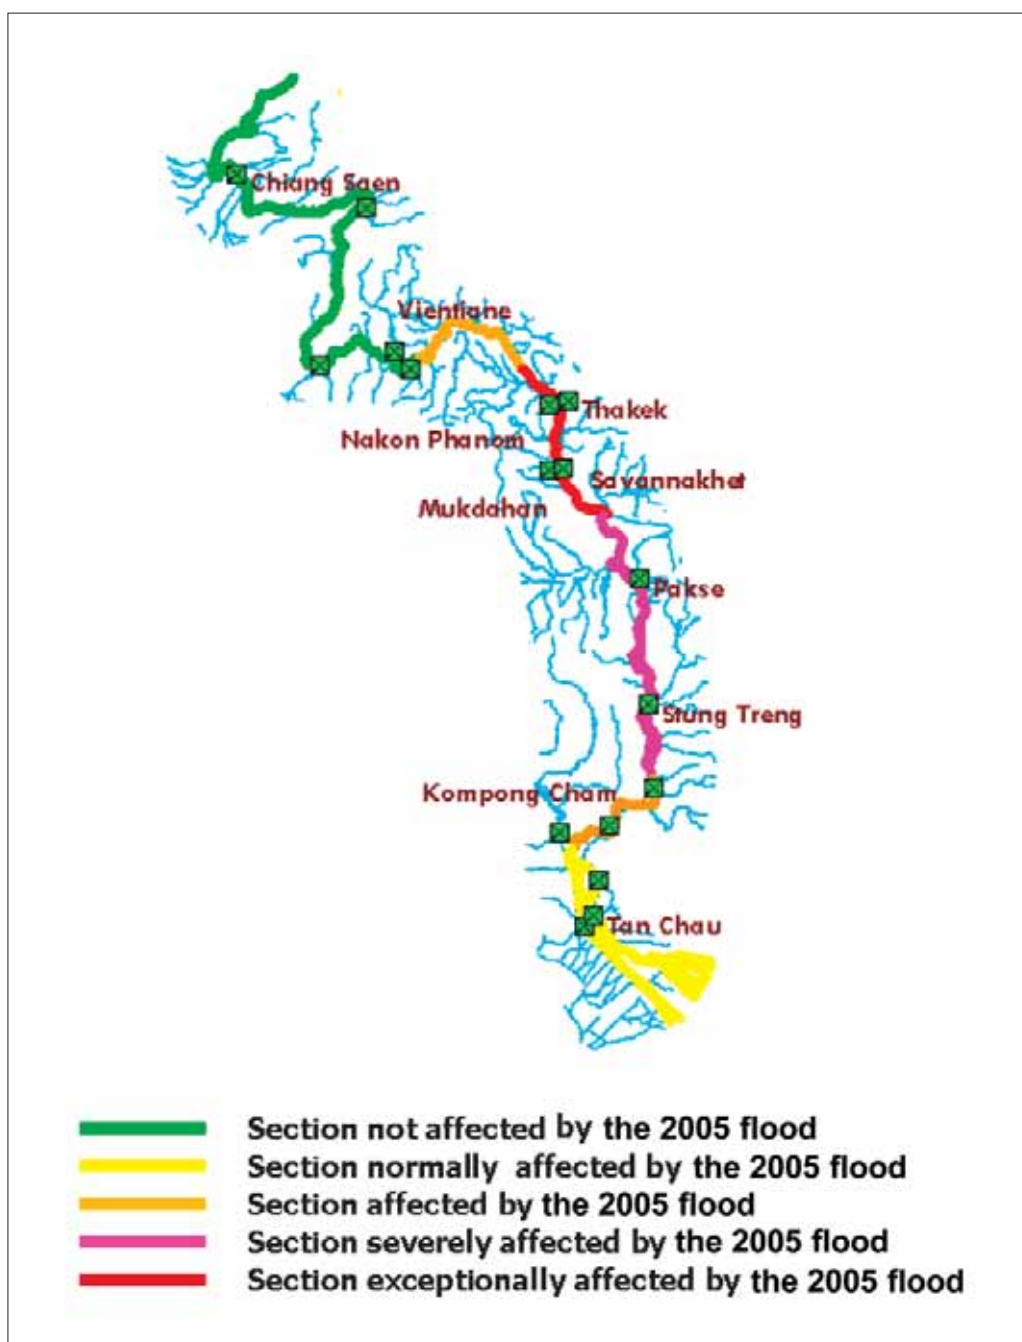 Chiang Saen
Vientiane
Thakek
Nakon Phanom
Savannakhet
Mukdahan
Pakse
Stung Treng
Kompong Cham
Tan Chau
Section not affected by the 2005 flood
Section normally affected by the 2005 flood
Section affected by the 2005 flood
Section severely affected by the 2005 flood
Section exceptionally affected by the 2005 flood